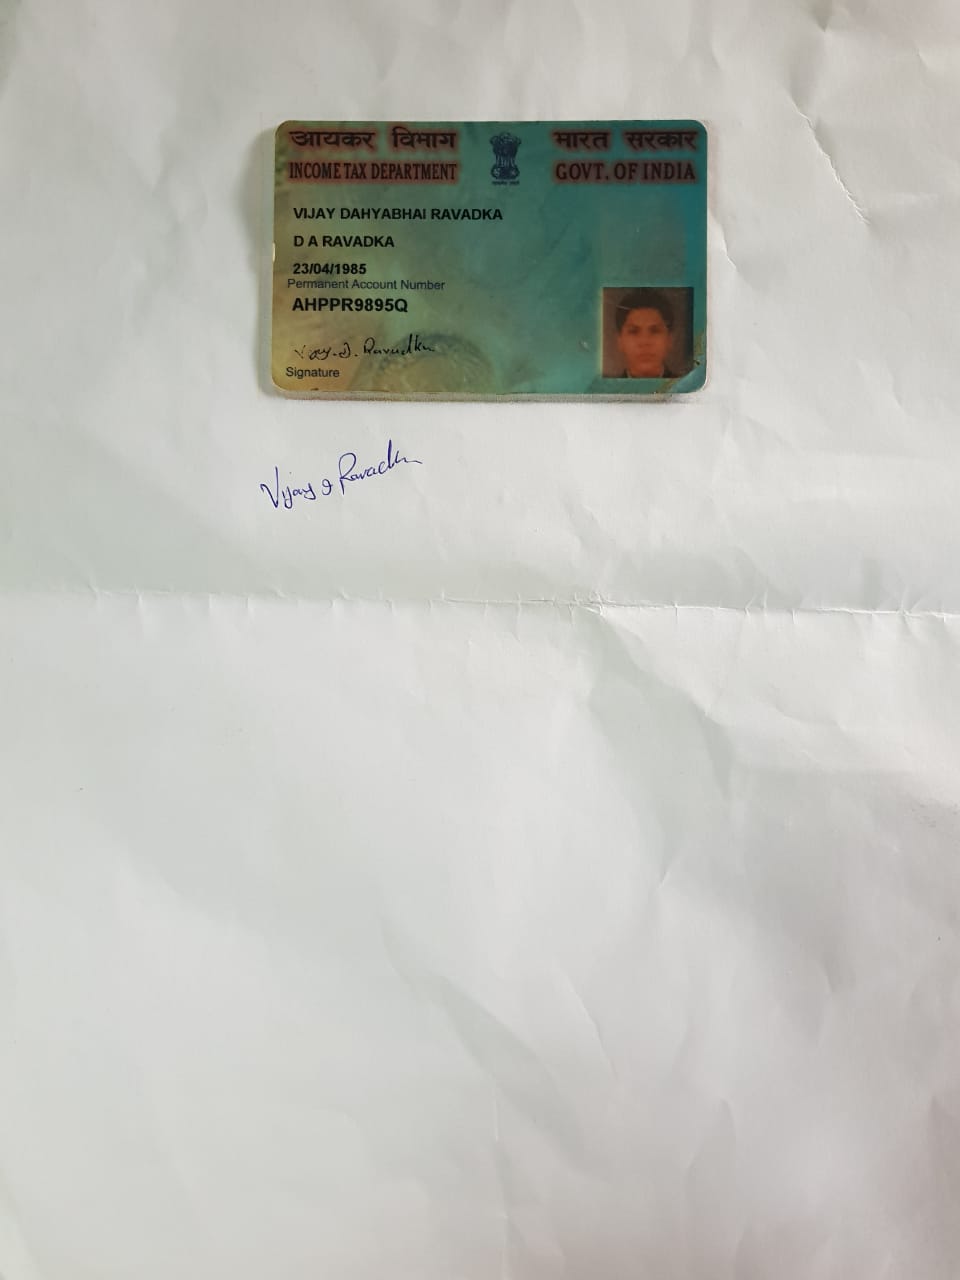 आयकर विभाग
INCOME TAX DEPARTMENT
भारत सरकार
GOVT. OF INDIA
VIJAY DAHYABHAI RAVADKA
D A RAVADKA
23/04/1985
Permanent Account Number
AHPPR9895Q
Vijay. D. Ravadka
Signature
Vijay D Ravadka